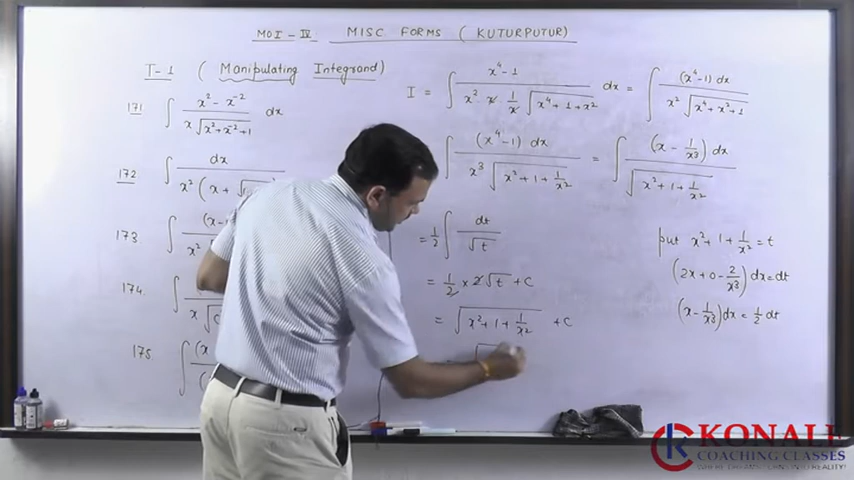 MOI - IV MISC FORMS ( KUTURPUTUR )
T-1 ( Manipulating Integrand )
171 ∫ (x² - x⁻²) / (x √(x² + x⁻² + 1)) dx
172 ∫ dx / (x² ( x + √(
173 ∫ (x-
174. ∫
x √(
175 ∫ (x
I = ∫ (x⁴ - 1) / (x² · x · 1/x √(x⁴ + 1 + x²)) dx = ∫ (x⁴ - 1) dx / (x² √(x⁴ + x² + 1))
∫ (x⁴ - 1) dx / (x³ √(x² + 1 + 1/x²)) = ∫ (x - 1/x³) dx / √(x² + 1 + 1/x²)
= 1/2 ∫ dt / √t
= 1/2 × 2√t + C
= √(x² + 1 + 1/x²) + C
put x² + 1 + 1/x² = t
(2x + 0 - 2/x³) dx = dt
(x - 1/x³) dx = 1/2 dt
KONALE
COACHING CLASSES